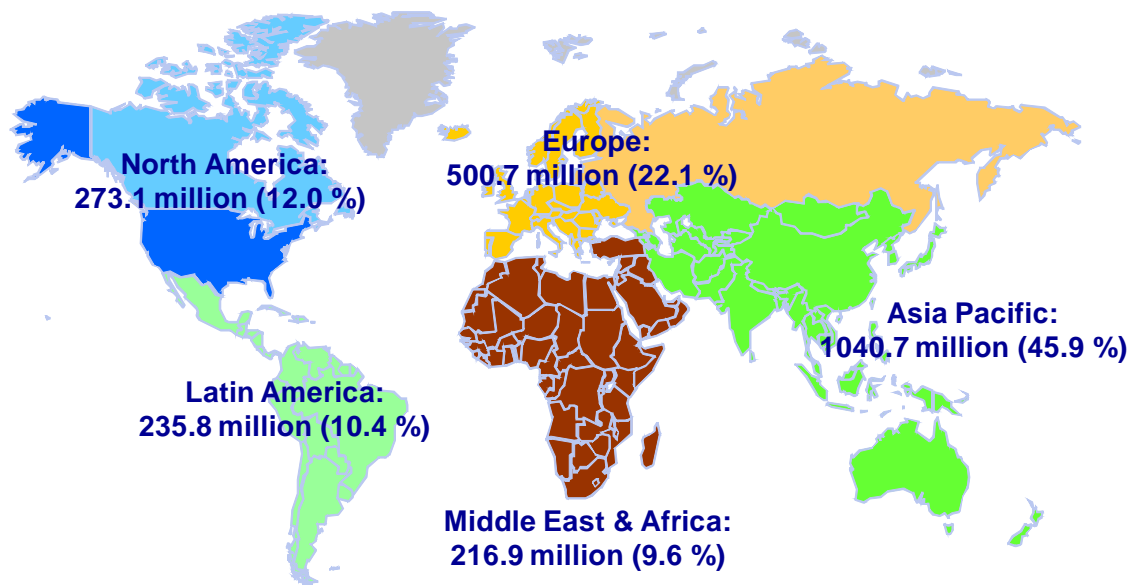 North America:
273.1 million (12.0 %)
Europe:
500.7 million (22.1 %)
Asia Pacific:
1040.7 million (45.9 %)
Latin America:
235.8 million (10.4 %)
Middle East & Africa:
216.9 million (9.6 %)